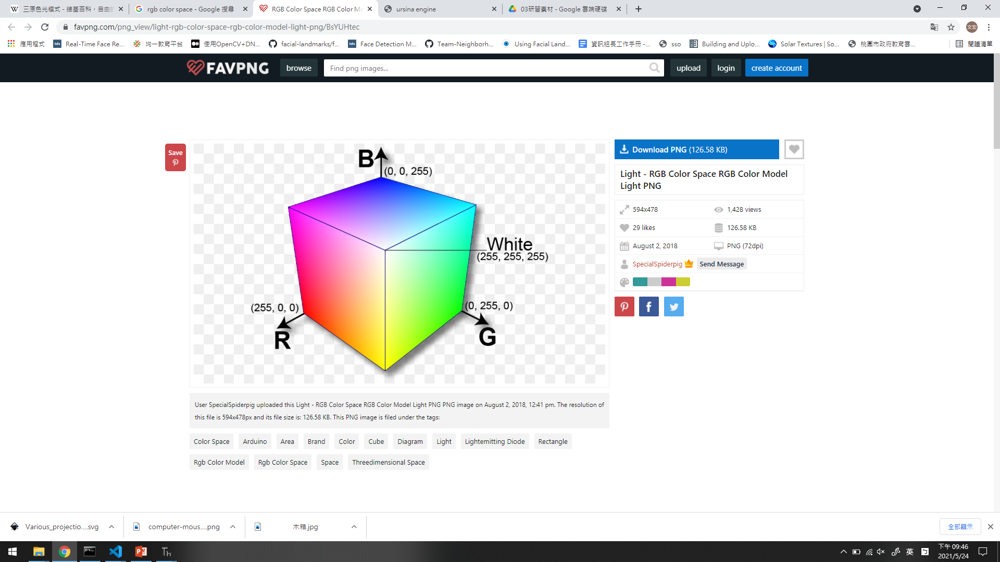 三原色光模式 - 維基百科，自由的
rgb color space - Google 搜尋
RGB Color Space RGB Color Mo
ursina engine
03研習素材 - Google 雲端硬碟
favpng.com/png_view/light-rgb-color-space-rgb-color-model-light-png/BsYUHtec
文宏
應用程式
Real-Time Face Re...
均一教育平台
使用OpenCV+DN...
facial-landmarks/f...
Face Detection M...
Team-Neighborh...
Using Facial Land...
資訊組長工作手冊 -...
sso
Building and Uplo...
Solar Textures | So...
桃園市政府教育雲...
閱讀清單
FAVPNG
browse
Find png images...
upload
login
create account
Save
B
(0, 0, 255)
White
(255, 255, 255)
(255, 0, 0)
R
(0, 255, 0)
G
Download PNG (126.58 KB)
Light - RGB Color Space RGB Color Model
Light PNG
594x478
1,428 views
29 likes
126.58 KB
August 2, 2018
PNG (72dpi)
SpecialSpiderpig
Send Message
User SpecialSpiderpig uploaded this Light - RGB Color Space RGB Color Model Light PNG PNG image on August 2, 2018, 12:41 pm. The resolution
of this file is 594x478px and its file size is: 126.58 KB. This PNG image is filed under the tags:
Color Space
Arduino
Area
Brand
Color
Cube
Diagram
Light
Lightemitting Diode
Rectangle
Rgb Color Model
Rgb Color Space
Space
Threedimensional Space
Various_projectio....svg
computer-mous....png
木箱.jpg
全部顯示
英
下午 09:46
2021/5/24